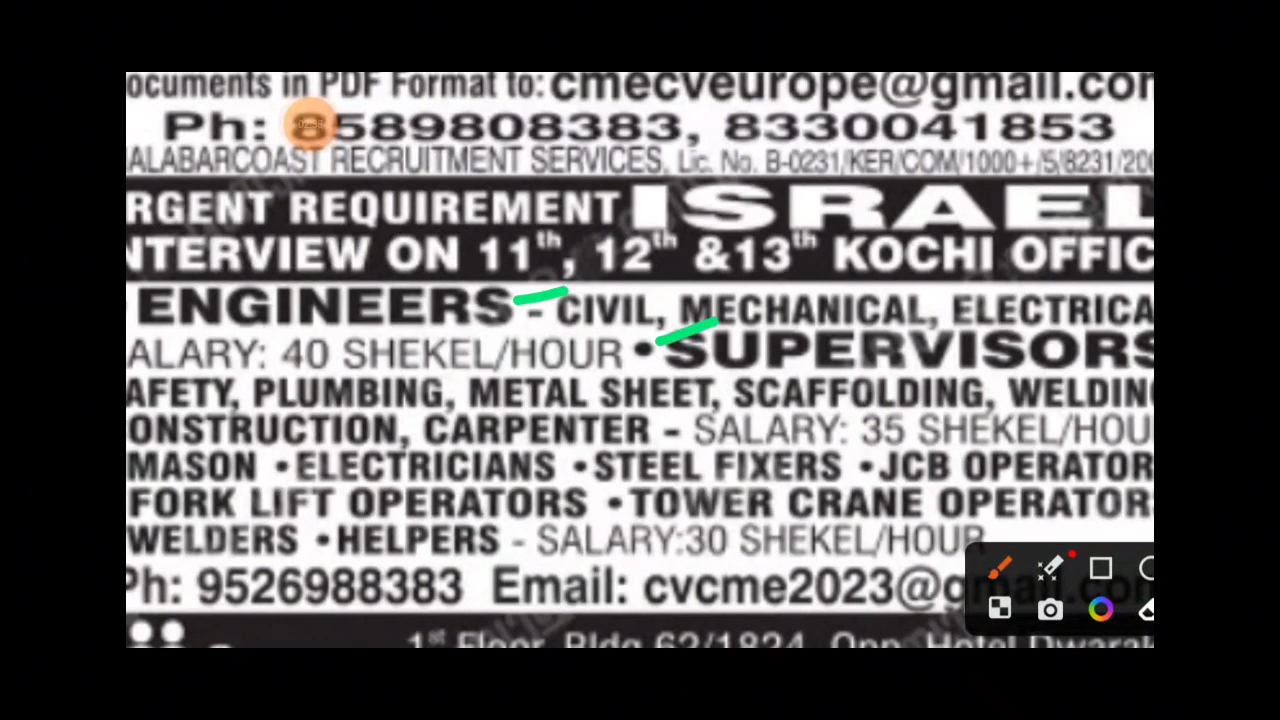 ocuments in PDF Format to: cmecveurope@gmail.com
Ph: 8589808383, 8330041853
ALABARCOAST RECRUITMENT SERVICES, Lic. No. B-0231/KER/COM/1000+/5/8231/200
RGENT REQUIREMENT ISRAEL
NTERVIEW ON 11th, 12th &13th KOCHI OFFIC
ENGINEERS - CIVIL, MECHANICAL, ELECTRICA
ALARY: 40 SHEKEL/HOUR •SUPERVISORS
AFETY, PLUMBING, METAL SHEET, SCAFFOLDING, WELDIN
ONSTRUCTION, CARPENTER - SALARY: 35 SHEKEL/HOU
MASON •ELECTRICIANS •STEEL FIXERS •JCB OPERATOR
FORK LIFT OPERATORS •TOWER CRANE OPERATORS
WELDERS •HELPERS - SALARY:30 SHEKEL/HOUR
Ph: 9526988383 Email: cvcme2023@gmail.com
1st Floor, Bldg 62/1824, Opp. Hotel Dwarak